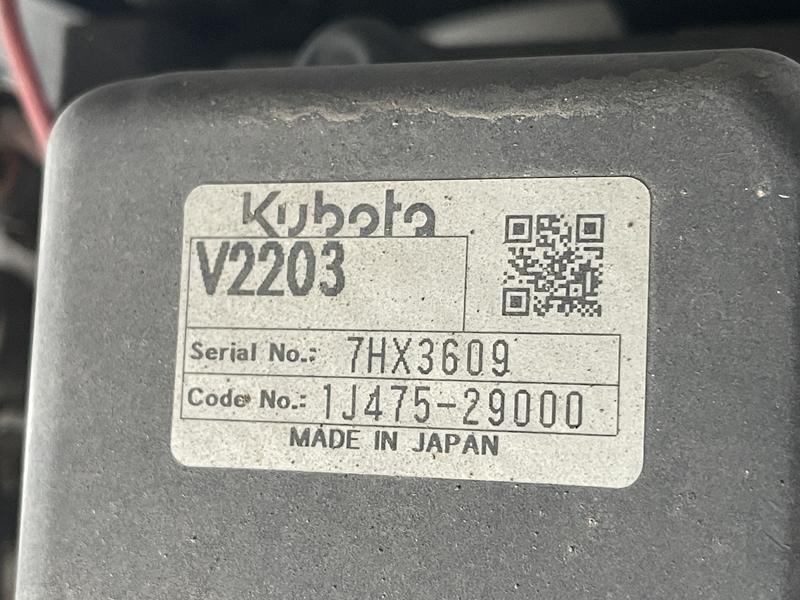 Kubota
V2203
Serial No.: 7HX3609
Code No.: 1J475-29000
MADE IN JAPAN